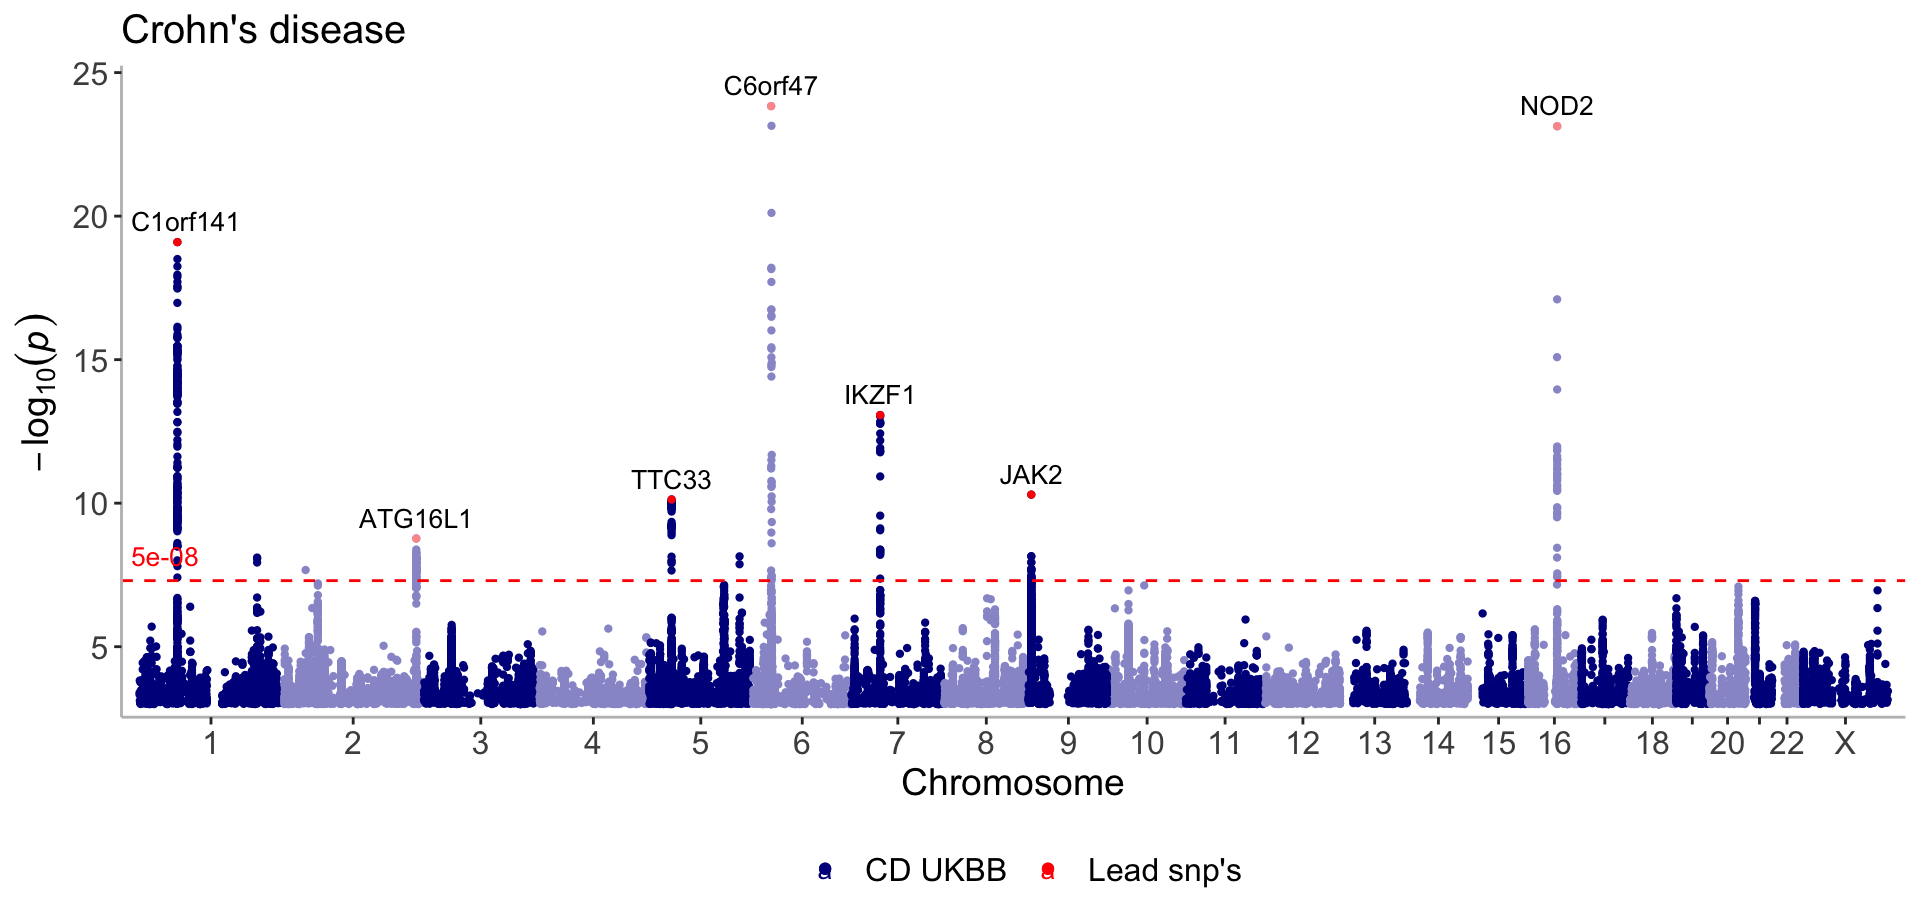 Crohn's disease
25
20
15
10
5
−log10(p)
C6orf47
NOD2
C1orf141
IKZF1
TTC33
JAK2
ATG16L1
5e-08
1 2 3 4 5 6 7 8 9 10 11 12 13 14 15 16 18 20 22 X
Chromosome
a CD UKBB a Lead snp's